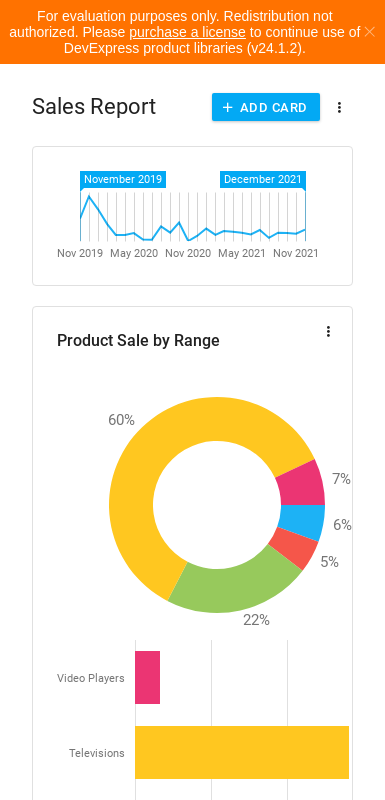 For evaluation purposes only. Redistribution not
authorized. Please purchase a license to continue use of
DevExpress product libraries (v24.1.2).
Sales Report
ADD CARD
November 2019
December 2021
Nov 2019 May 2020 Nov 2020 May 2021 Nov 2021
Product Sale by Range
60%
7%
6%
5%
22%
Video Players
Televisions